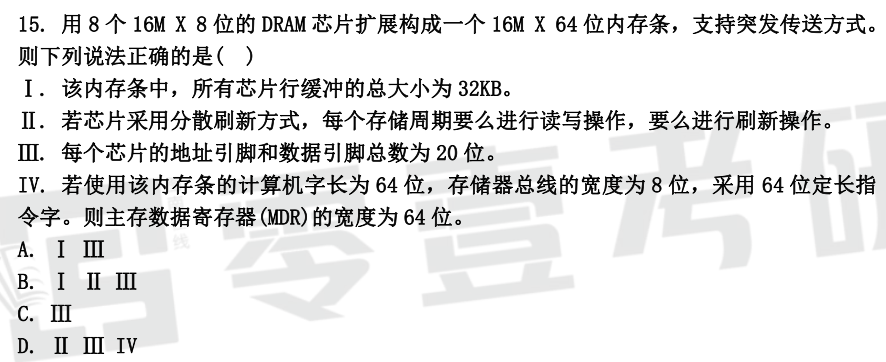 15. 用 8 个 16M X 8 位的 DRAM 芯片扩展构成一个 16M X 64 位内存条，支持突发传送方式。
则下列说法正确的是(  )
Ⅰ. 该内存条中，所有芯片行缓冲的总大小为 32KB。
Ⅱ. 若芯片采用分散刷新方式，每个存储周期要么进行读写操作，要么进行刷新操作。
Ⅲ. 每个芯片的地址引脚和数据引脚总数为 20 位。
IV. 若使用该内存条的计算机字长为 64 位，存储器总线的宽度为 8 位，采用 64 位定长指
令字。则主存数据寄存器(MDR)的宽度为 64 位。
A. Ⅰ Ⅲ
B. Ⅰ Ⅱ Ⅲ
C. Ⅲ
D. Ⅱ Ⅲ IV
零壹考研
线